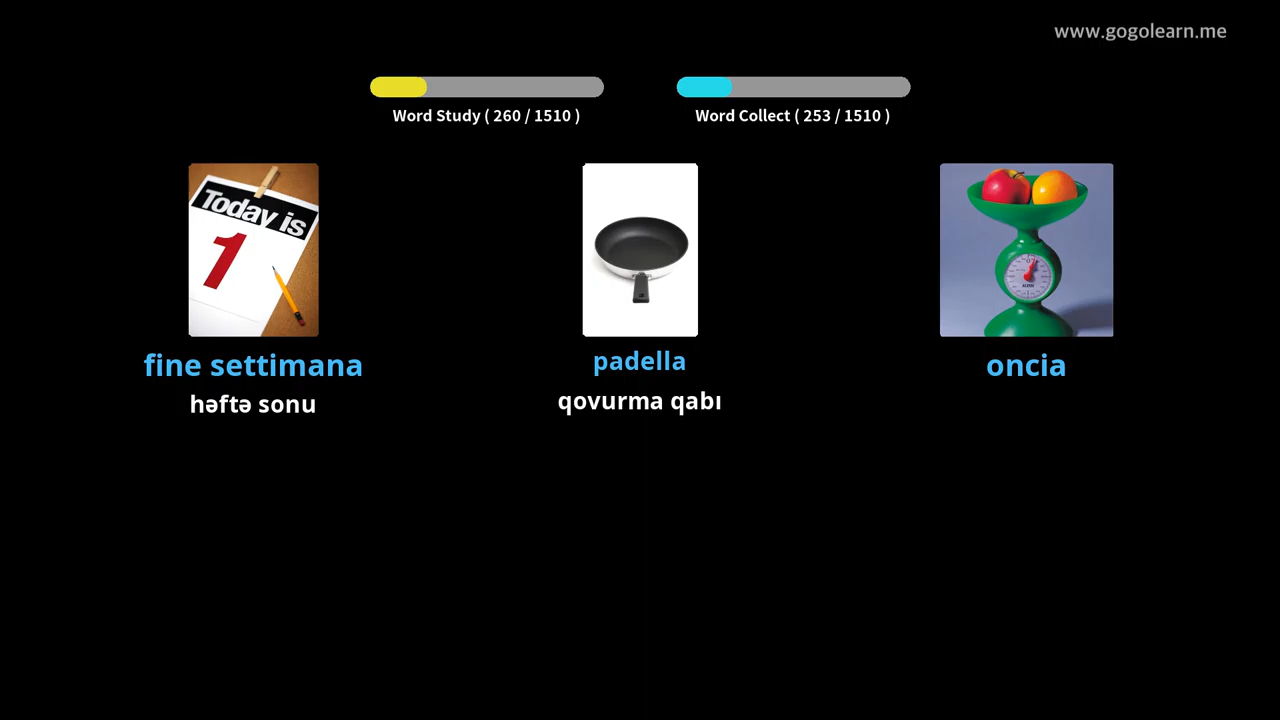 www.gogolearn.me
Word Study ( 260 / 1510 )
Word Collect ( 253 / 1510 )
Today is
1
fine settimana
həftə sonu
padella
qovurma qabı
oncia